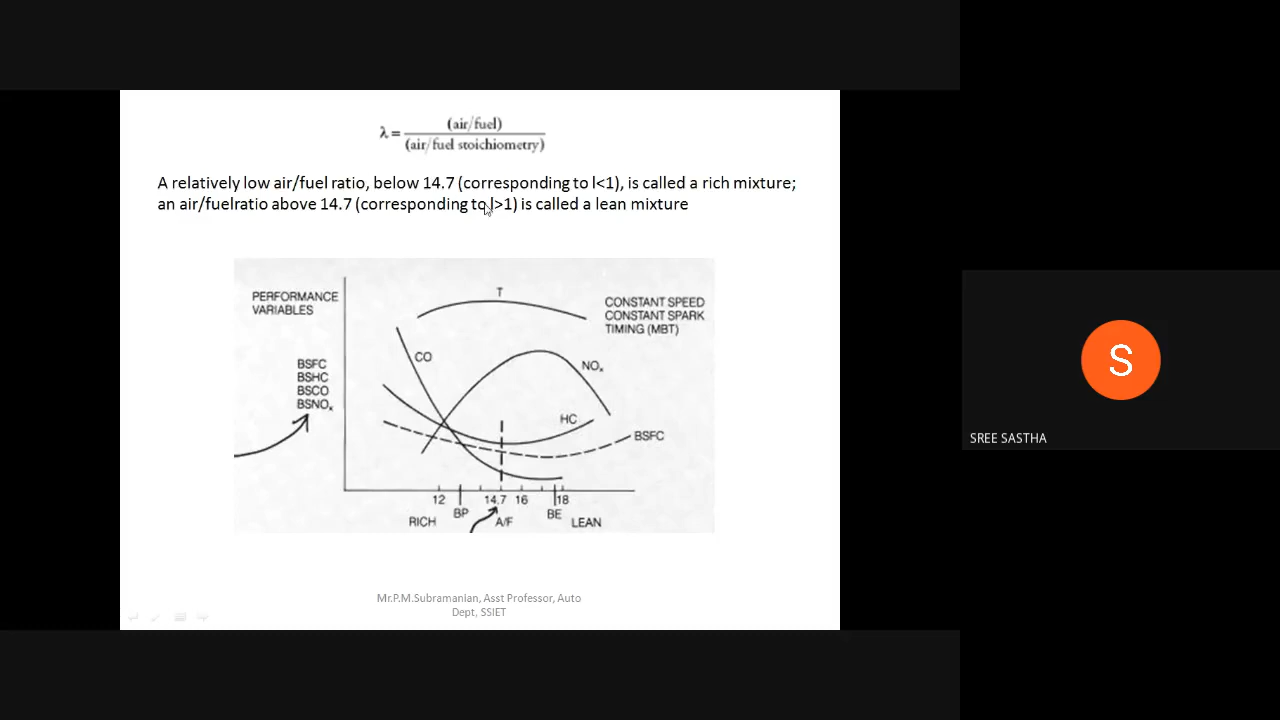 λ = (air/fuel)
(air/fuel stoichiometry)
A relatively low air/fuel ratio, below 14.7 (corresponding to l<1), is called a rich mixture;
an air/fuelratio above 14.7 (corresponding to l>1) is called a lean mixture
PERFORMANCE
VARIABLES
T
CONSTANT SPEED
CONSTANT SPARK
TIMING (MBT)
CO
NOx
BSFC
BSHC
BSCO
BSNOx
HC
BSFC
12 14.7 16 18
BP BE
RICH A/F LEAN
Mr.P.M.Subramanian, Asst Professor, Auto
Dept, SSIET
S
SREE SASTHA